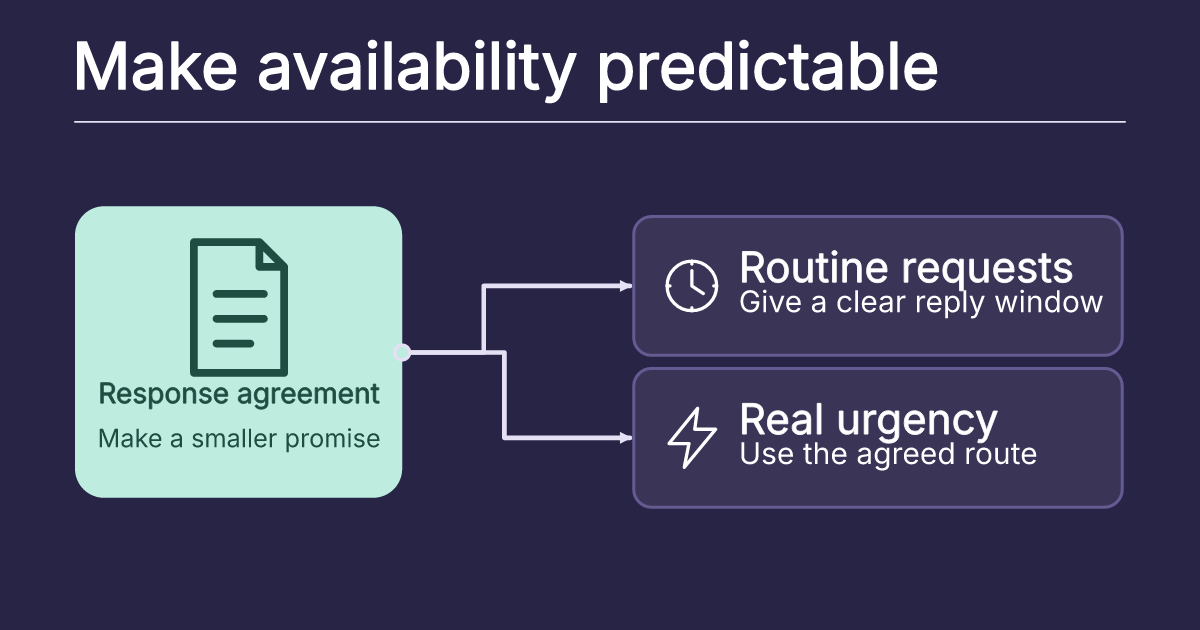 Make availability predictable
Response agreement
Make a smaller promise
Routine requests
Give a clear reply window
Real urgency
Use the agreed route